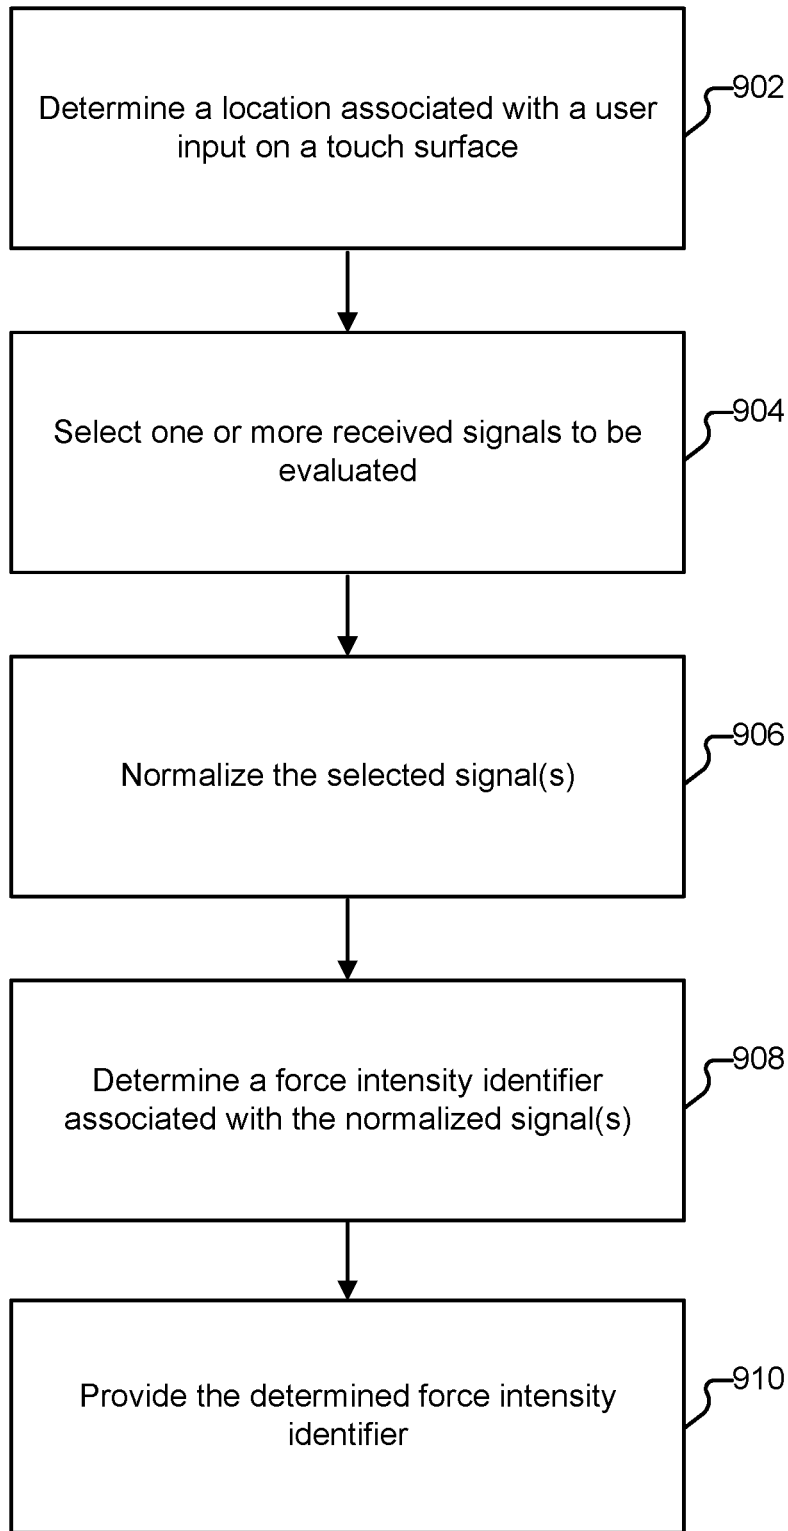 Determine a location associated with a user
input on a touch surface
902
Select one or more received signals to be
evaluated
904
Normalize the selected signal(s)
906
Determine a force intensity identifier
associated with the normalized signal(s)
908
Provide the determined force intensity
identifier
910